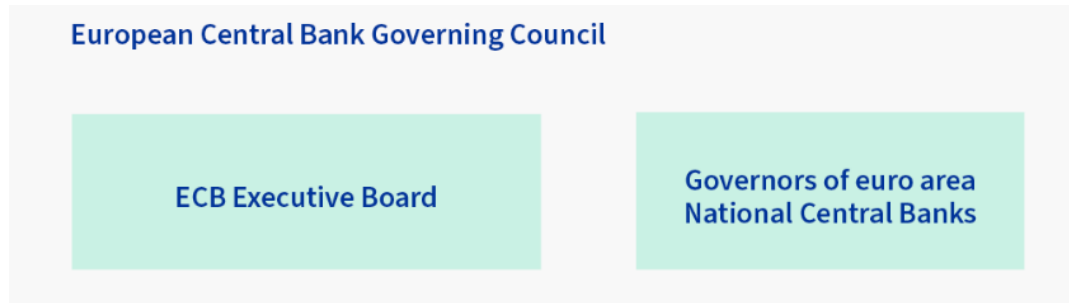 European Central Bank Governing Council
ECB Executive Board
Governors of euro area
National Central Banks